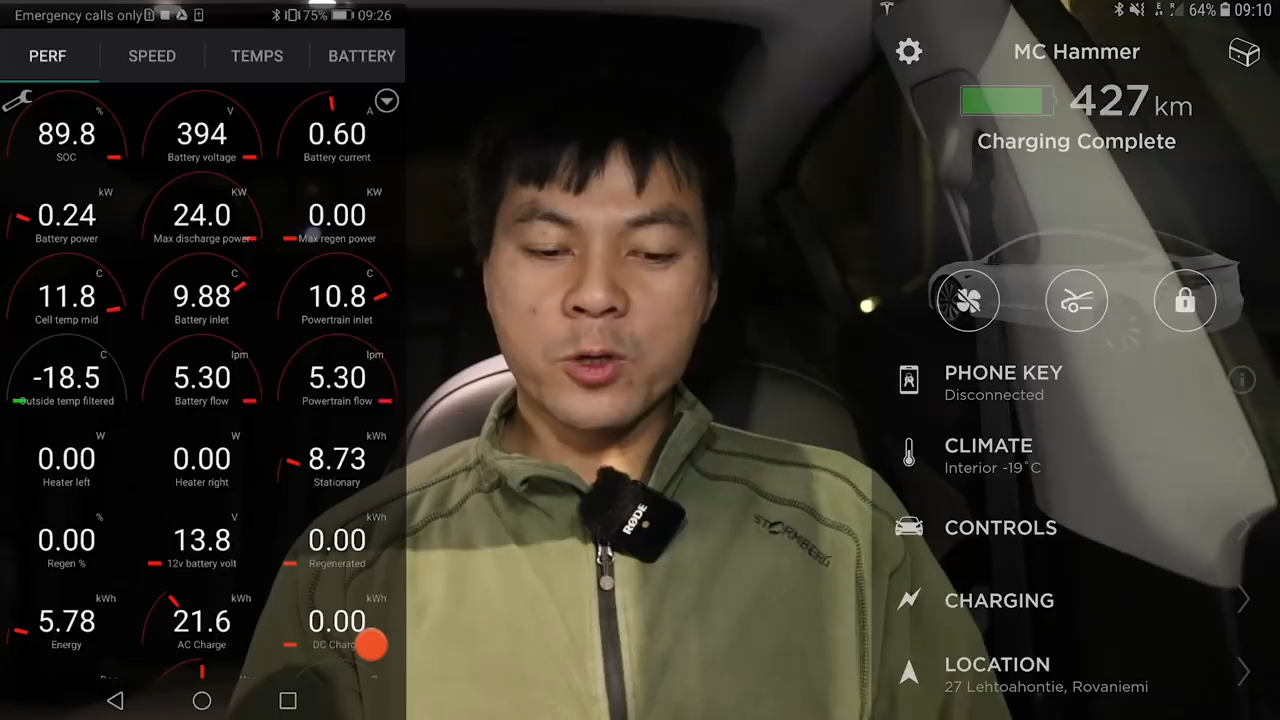 Emergency calls only
75%
09:26
PERF
SPEED
TEMPS
BATTERY
%
89.8
SOC
V
394
Battery voltage
A
0.60
Battery current
kW
0.24
Battery power
KW
24.0
Max discharge power
KW
0.00
Max regen power
C
11.8
Cell temp mid
C
9.88
Battery inlet
C
10.8
Powertrain inlet
C
-18.5
Outside temp filtered
lpm
5.30
Battery flow
lpm
5.30
Powertrain flow
W
0.00
Heater left
W
0.00
Heater right
kWh
8.73
Stationary
%
0.00
Regen %
V
13.8
12v battery volt
kWh
0.00
Regenerated
kWh
5.78
Energy
kWh
21.6
AC Charge
kWh
0.00
DC Charg
RØDE
STORMBERG
64%
09:10
MC Hammer
427 km
Charging Complete
PHONE KEY
Disconnected
CLIMATE
Interior -19°C
CONTROLS
CHARGING
LOCATION
27 Lehtoahontie, Rovaniemi